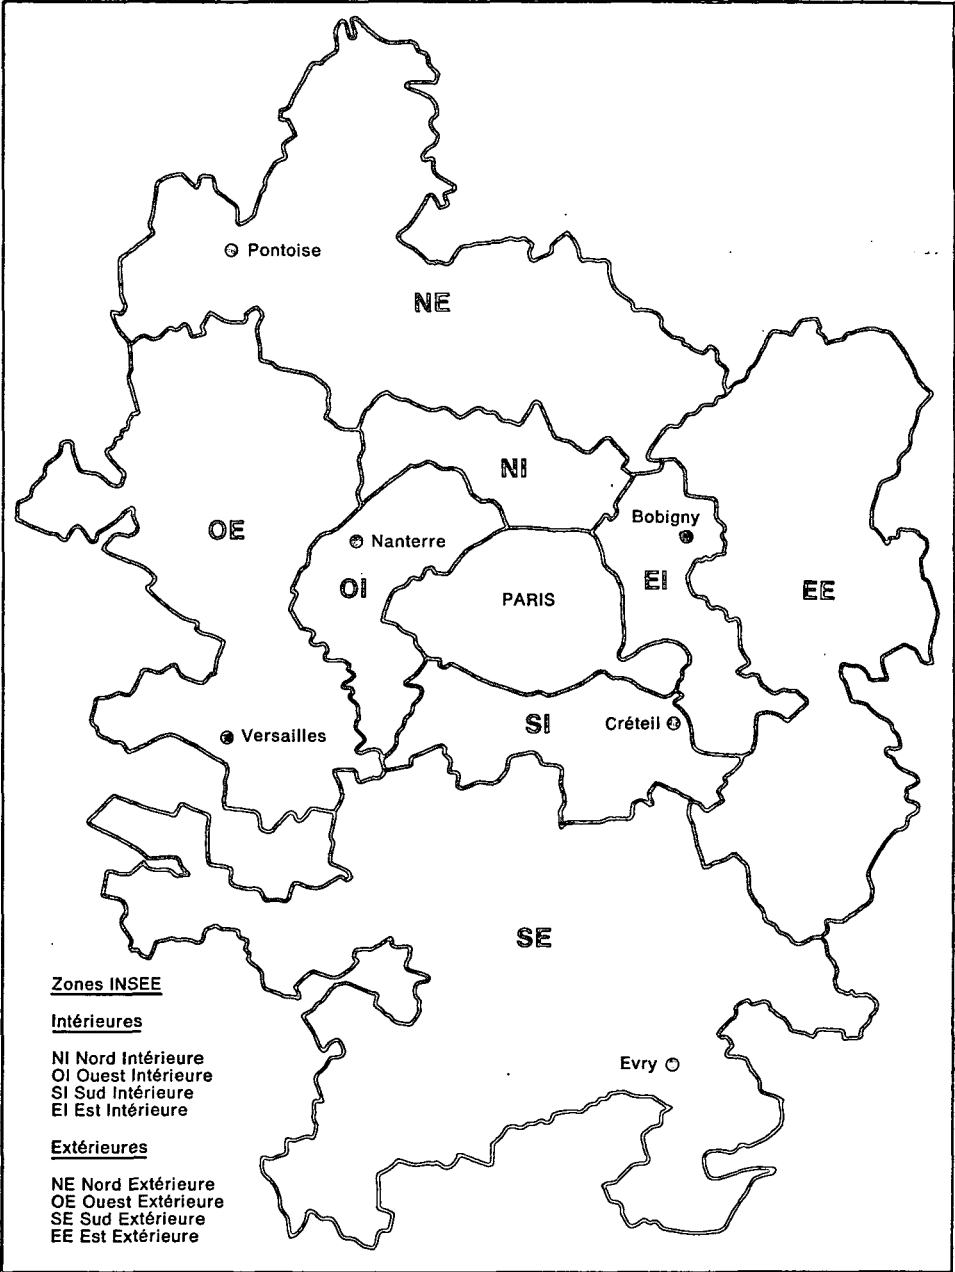 Pontoise
NE
NI
Bobigny
OE
Nanterre
OI
EI
PARIS
EE
SI
Créteil
Versailles
SE
Zones INSEE
Intérieures
NI Nord Intérieure
OI Ouest Intérieure
SI Sud Intérieure
EI Est Intérieure
Evry
Extérieures
NE Nord Extérieure
OE Ouest Extérieure
SE Sud Extérieure
EE Est Extérieure